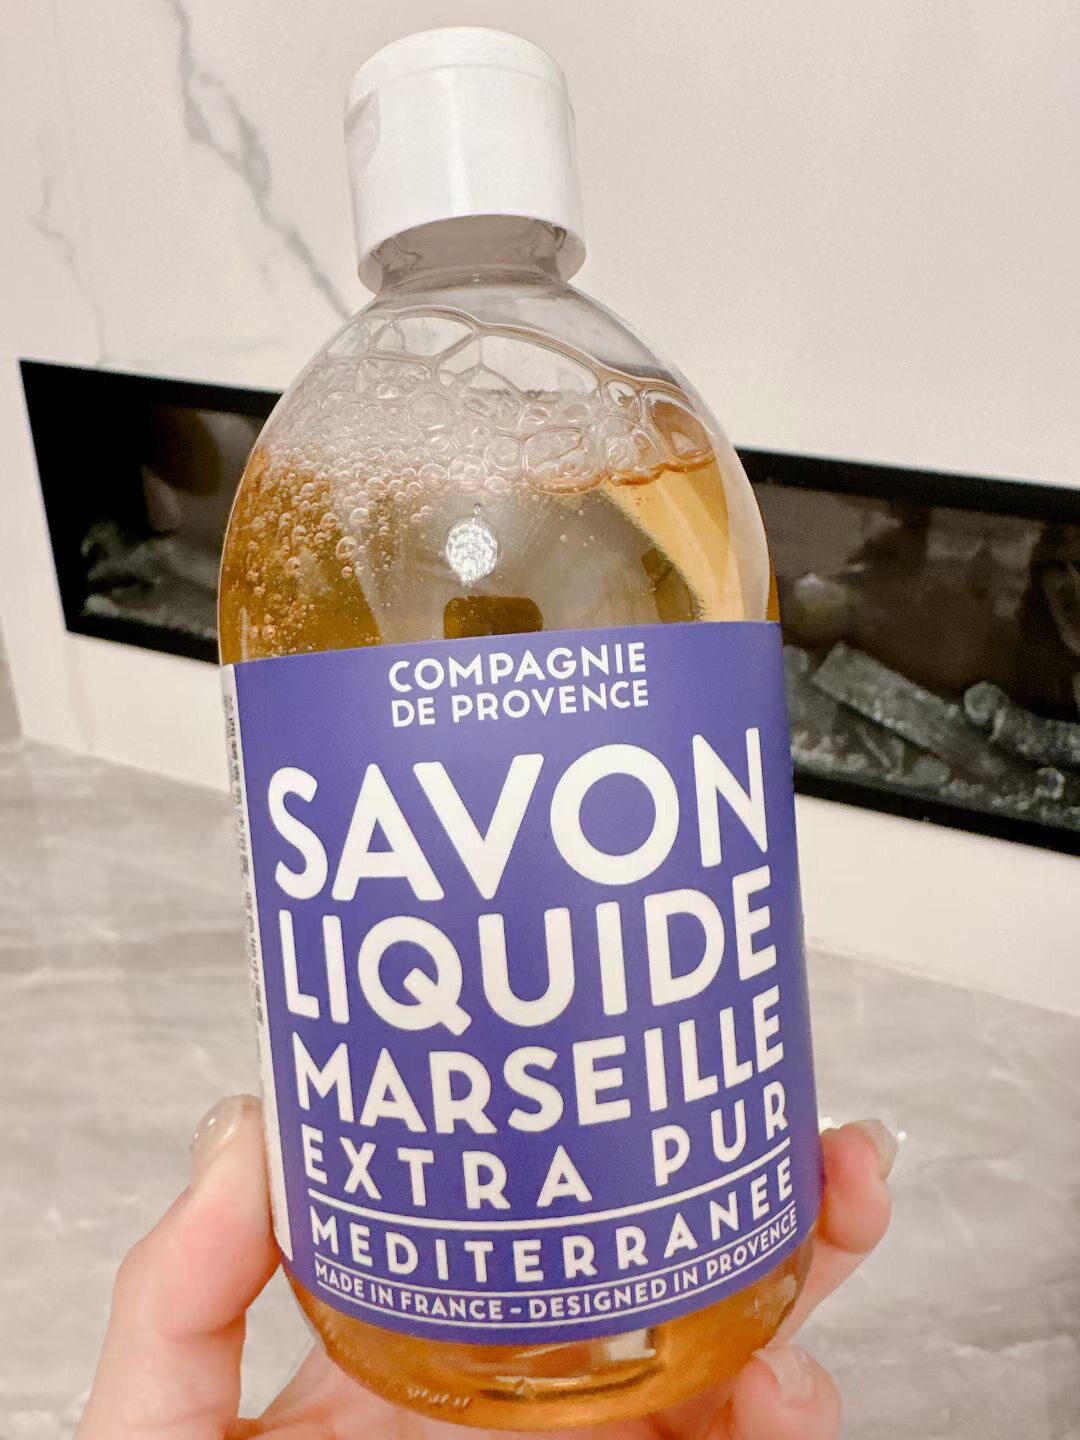 COMPAGNIE
DE PROVENCE
SAVON
LIQUIDE
MARSEILLE
EXTRA PUR
MEDITERRANEE
MADE IN FRANCE - DESIGNED IN PROVENCE